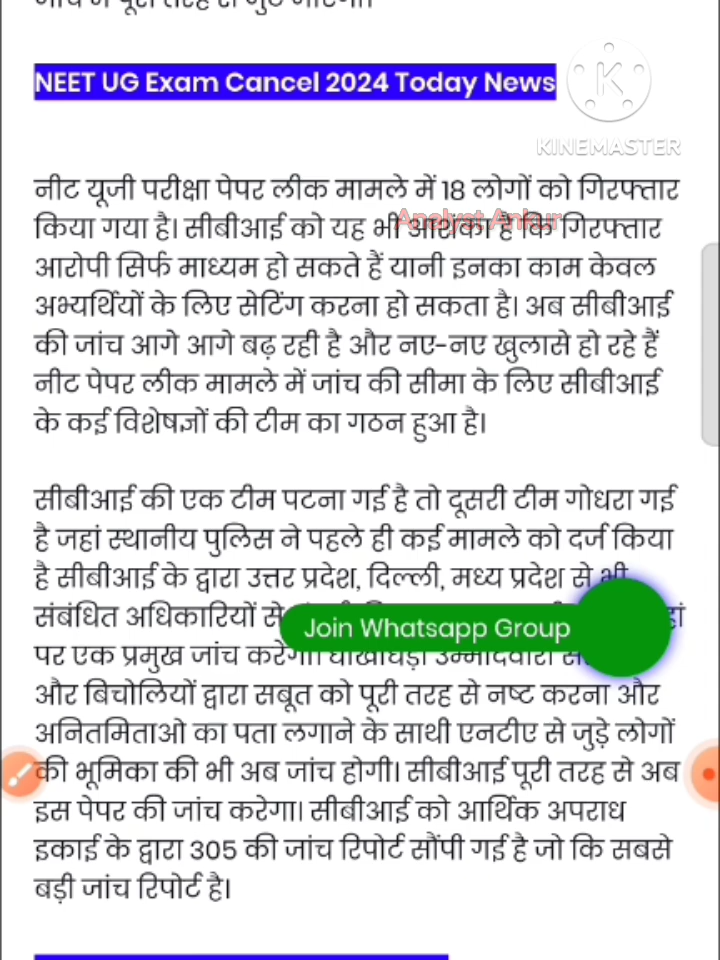 NEET UG Exam Cancel 2024 Today News
K
KINEMASTER
नीट यूजी परीक्षा पेपर लीक मामले में 18 लोगों को गिरफ्तार
किया गया है। सीबीआई को यह भी है कि गिरफ्तार
Analyst Ankur
आरोपी सिर्फ माध्यम हो सकते हैं यानी इनका काम केवल
अभ्यर्थियों के लिए सेटिंग करना हो सकता है। अब सीबीआई
की जांच आगे आगे बढ़ रही है और नए-नए खुलासे हो रहे हैं
नीट पेपर लीक मामले में जांच की सीमा के लिए सीबीआई
के कई विशेषज्ञों की टीम का गठन हुआ है।
सीबीआई की एक टीम पटना गई है तो दूसरी टीम गोधरा गई
है जहां स्थानीय पुलिस ने पहले ही कई मामले को दर्ज किया
है सीबीआई के द्वारा उत्तर प्रदेश, दिल्ली, मध्य प्रदेश से भी
संबंधित अधिकारियों से
Join Whatsapp Group
पर एक प्रमुख जांच करेगी।
और बिचोलियों द्वारा सबूत को पूरी तरह से नष्ट करना और
अनितमिताओ का पता लगाने के साथी एनटीए से जुड़े लोगों
की भूमिका की भी अब जांच होगी। सीबीआई पूरी तरह से अब
इस पेपर की जांच करेगा। सीबीआई को आर्थिक अपराध
इकाई के द्वारा 305 की जांच रिपोर्ट सौंपी गई है जो कि सबसे
बड़ी जांच रिपोर्ट है।